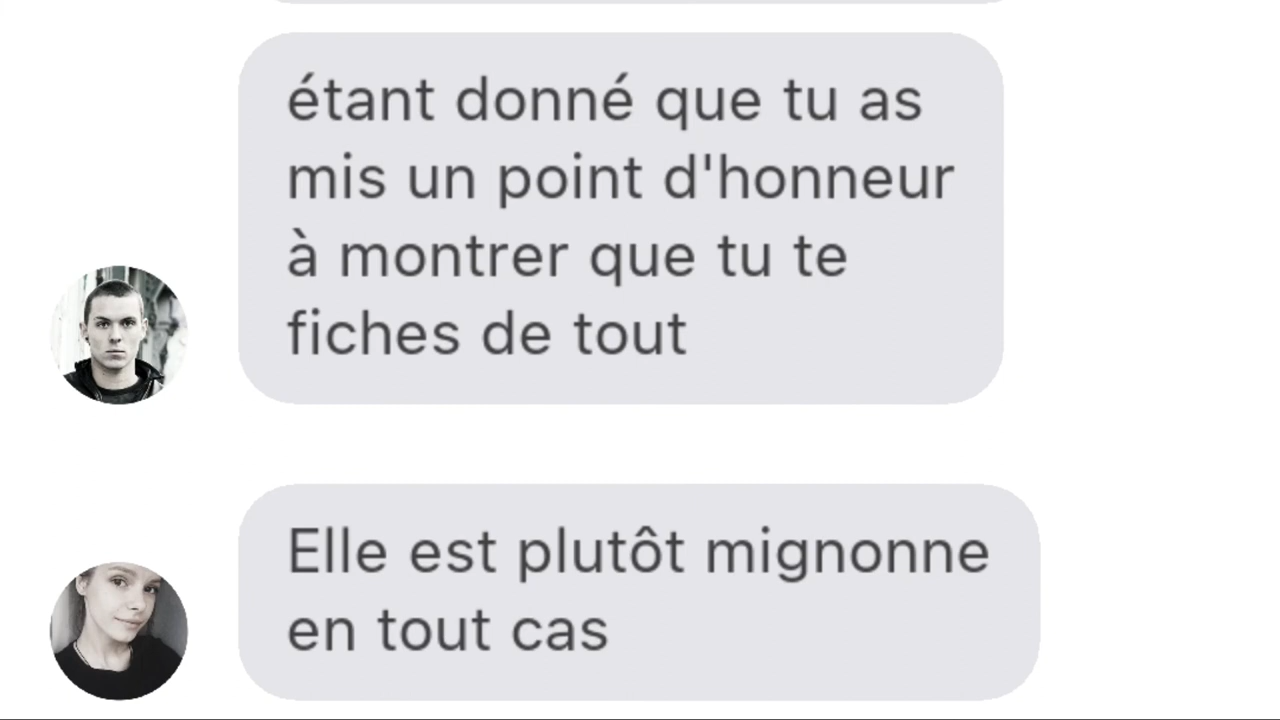 étant donné que tu as
mis un point d'honneur
à montrer que tu te
fiches de tout
Elle est plutôt mignonne
en tout cas